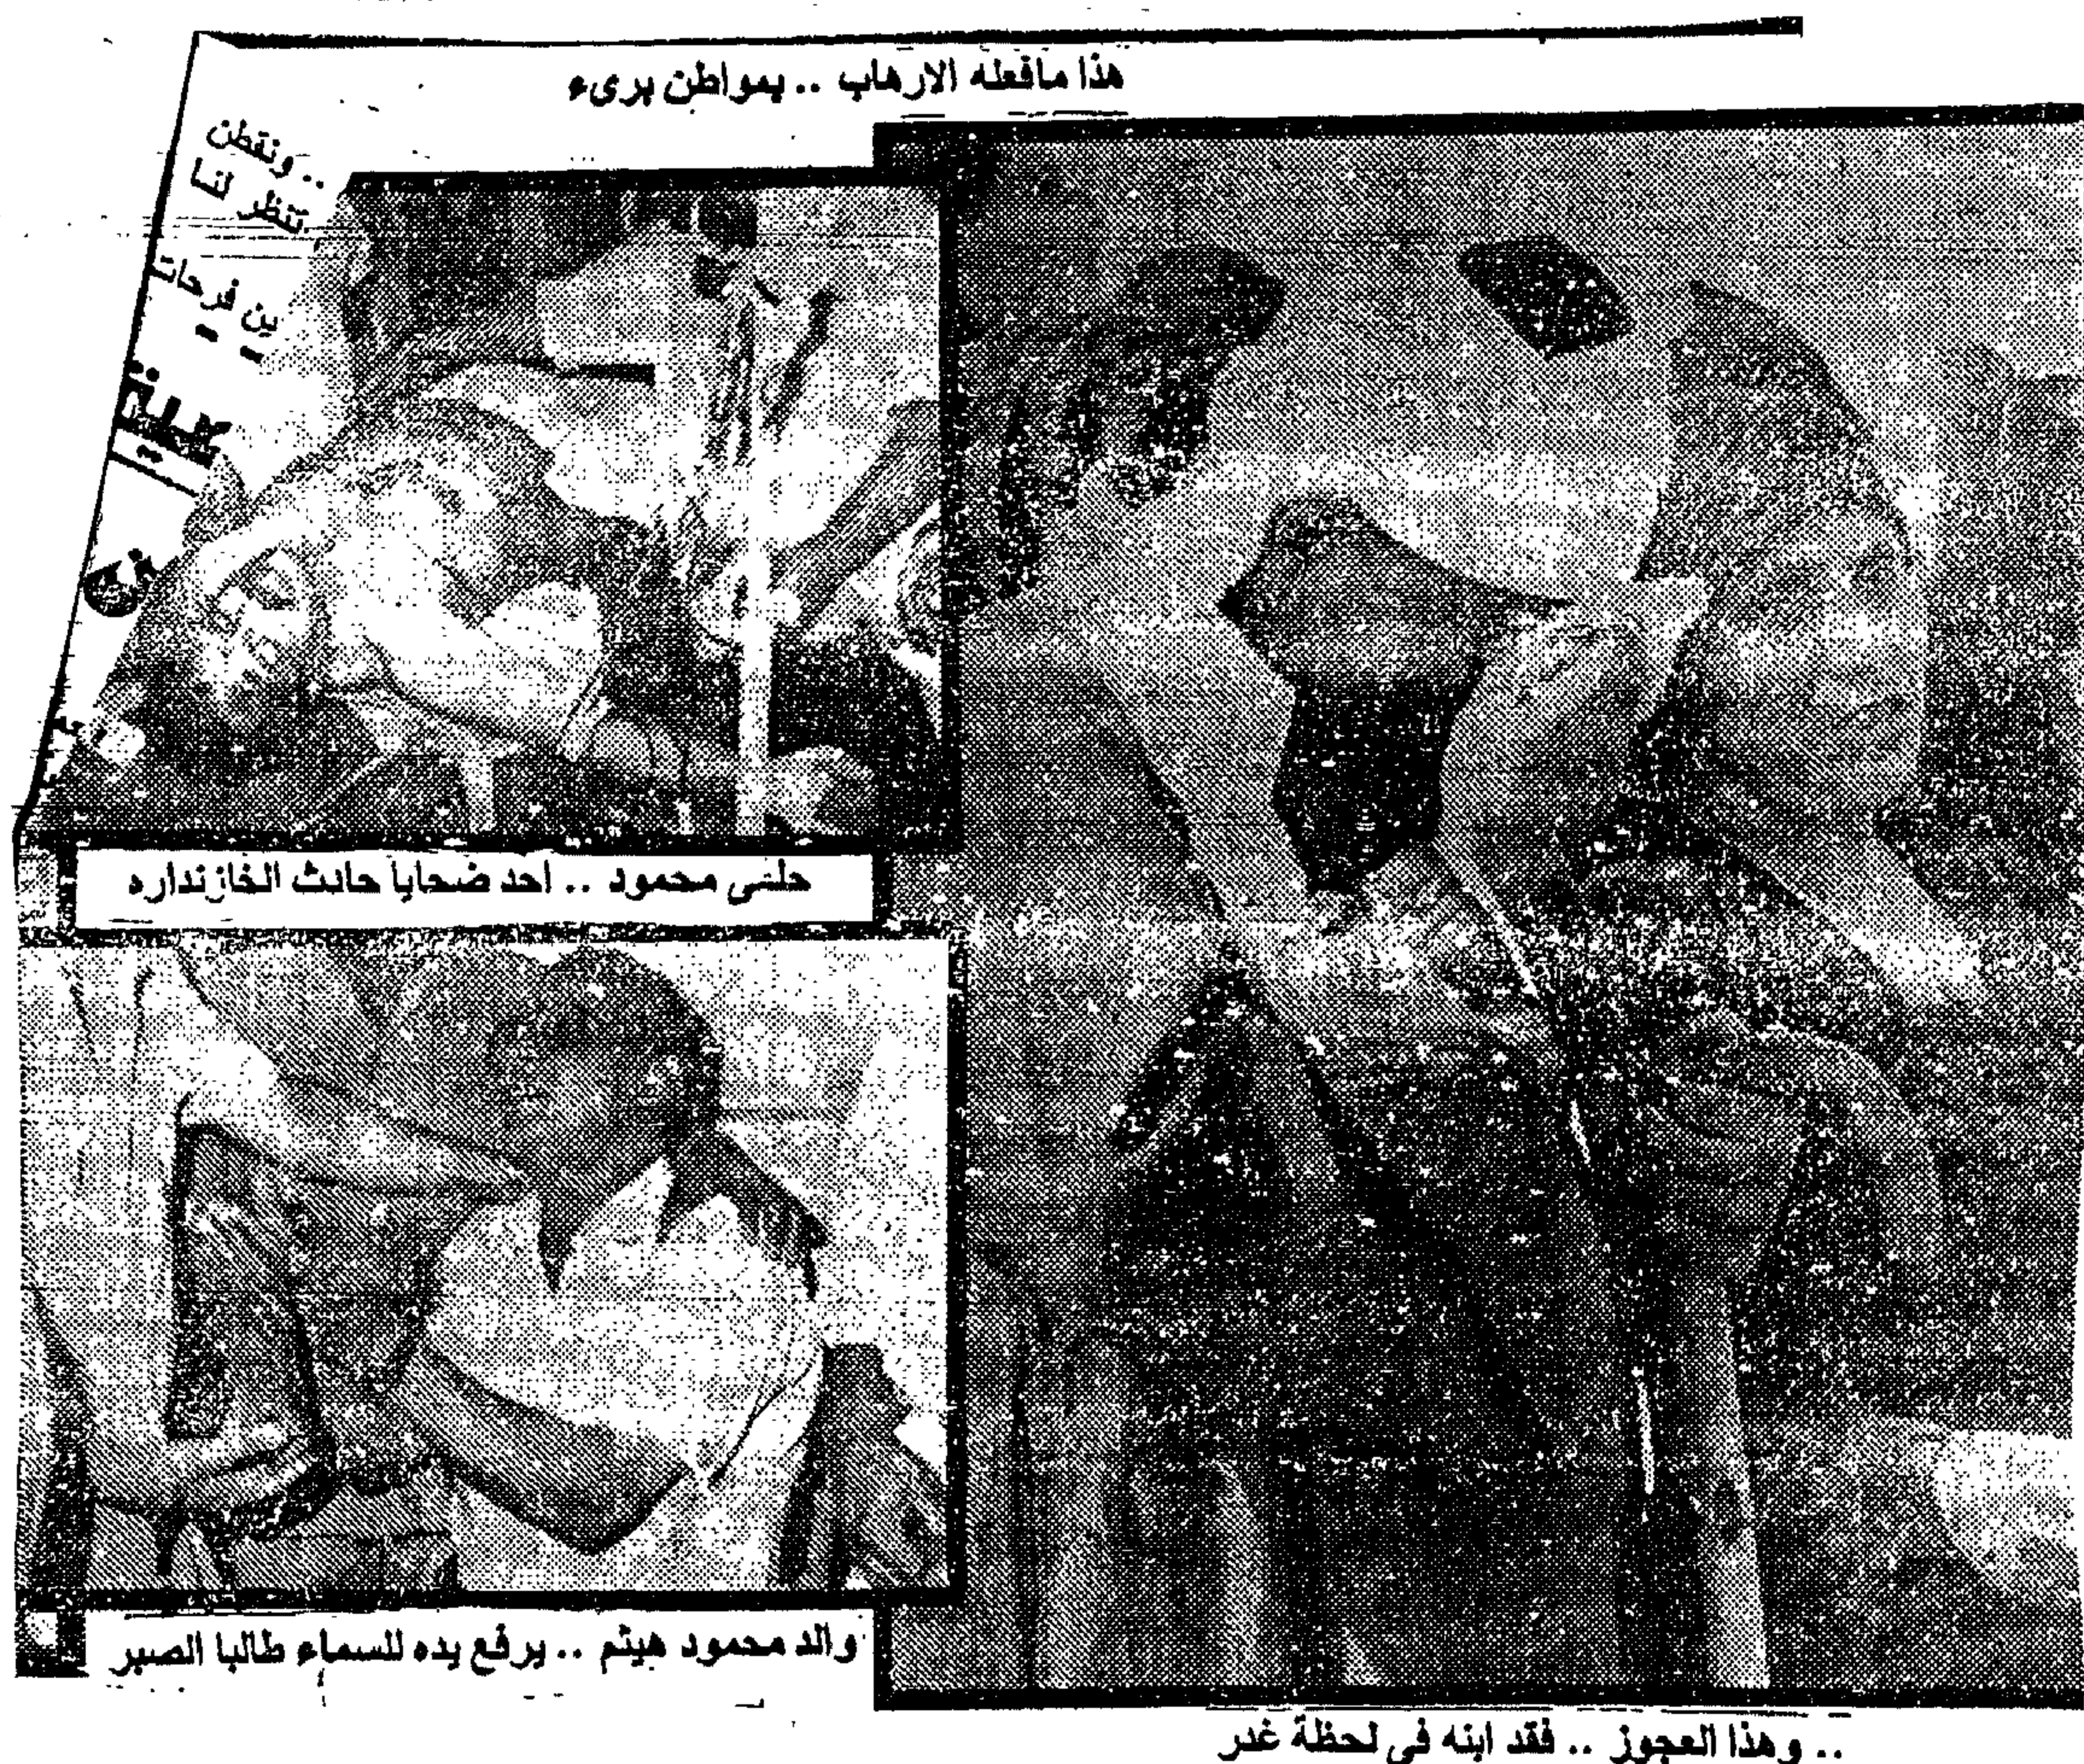 هذا مافعله الارهاب .. بمواطن برىء
.. ونقطن
تنظر لنا
ين فرحات
حلمى محمود .. احد ضحايا حادث الخازنداره
والد محمود هيثم .. يرفع يده للسماء طالبا الصبر
.. وهذا العجوز .. فقد ابنه فى لحظة غدر